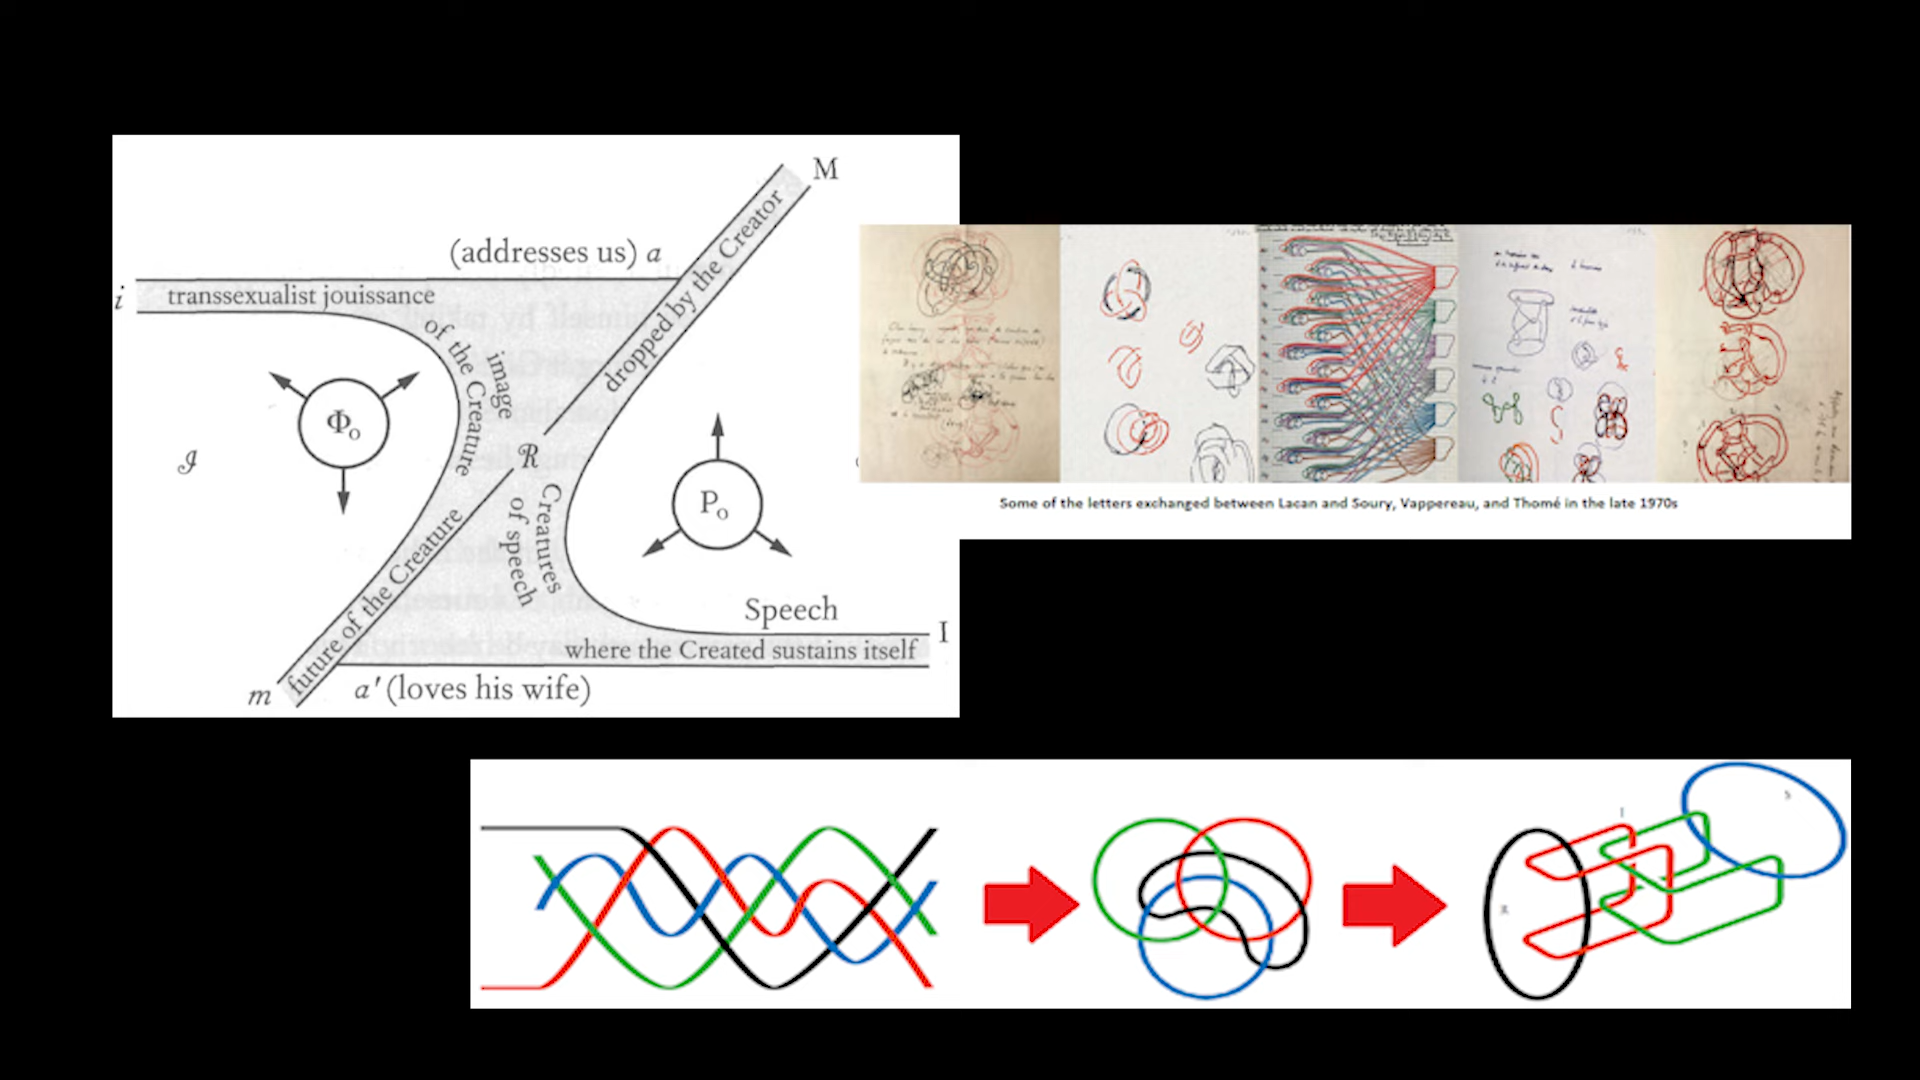 M
(addresses us) a
i
transsexualist jouissance
of the Creature
image
dropped by the Creator
Φ₀
ℐ
ℛ
P₀
Creatures
of speech
future of the Creature
Speech
I
where the Created sustains itself
m
a′ (loves his wife)
Some of the letters exchanged between Lacan and Soury, Vappereau, and Thomé in the late 1970s